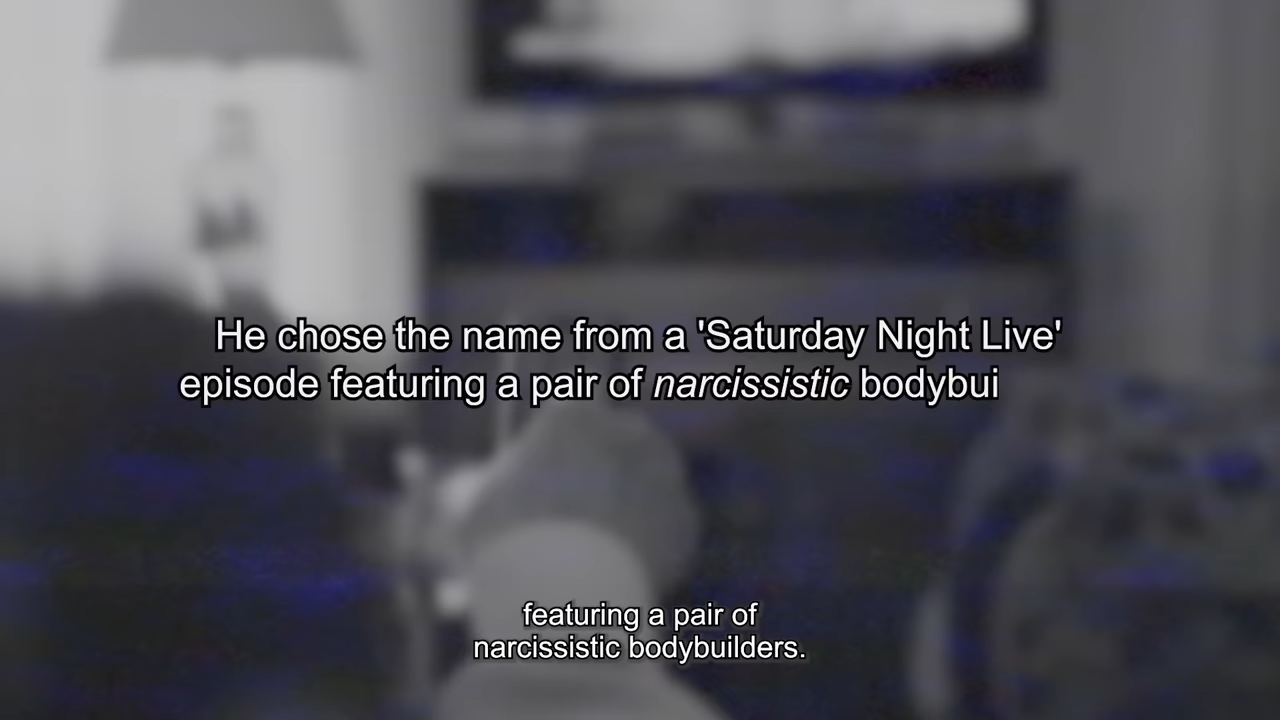 He chose the name from a 'Saturday Night Live'
episode featuring a pair of narcissistic bodybui
featuring a pair of
narcissistic bodybuilders.